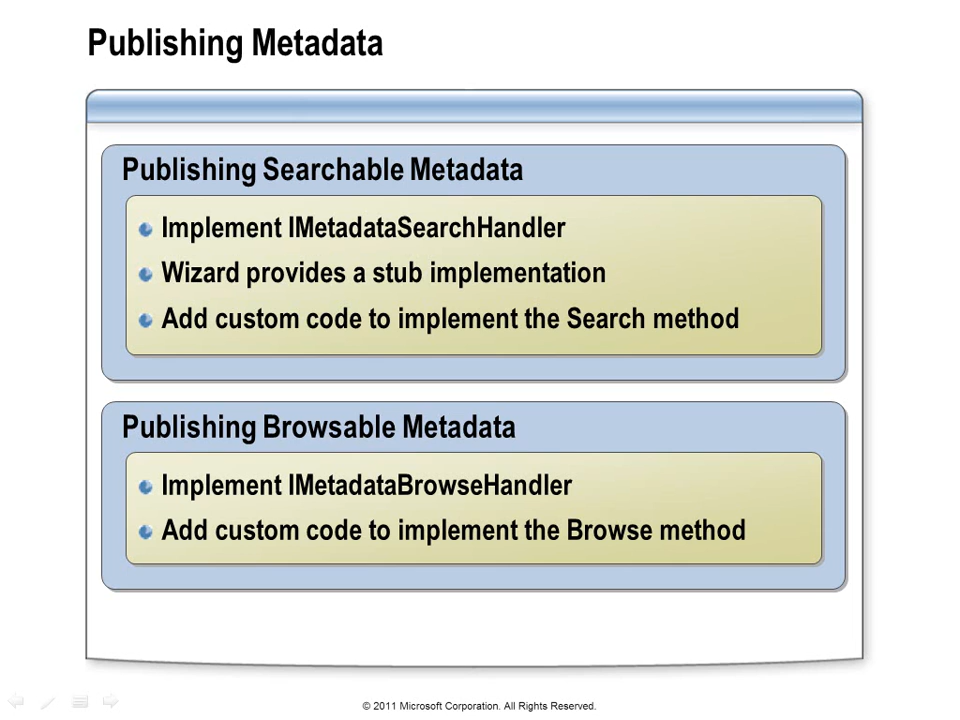 Publishing Metadata
Publishing Searchable Metadata
Implement IMetadataSearchHandler
Wizard provides a stub implementation
Add custom code to implement the Search method
Publishing Browsable Metadata
Implement IMetadataBrowseHandler
Add custom code to implement the Browse method
© 2011 Microsoft Corporation. All Rights Reserved.